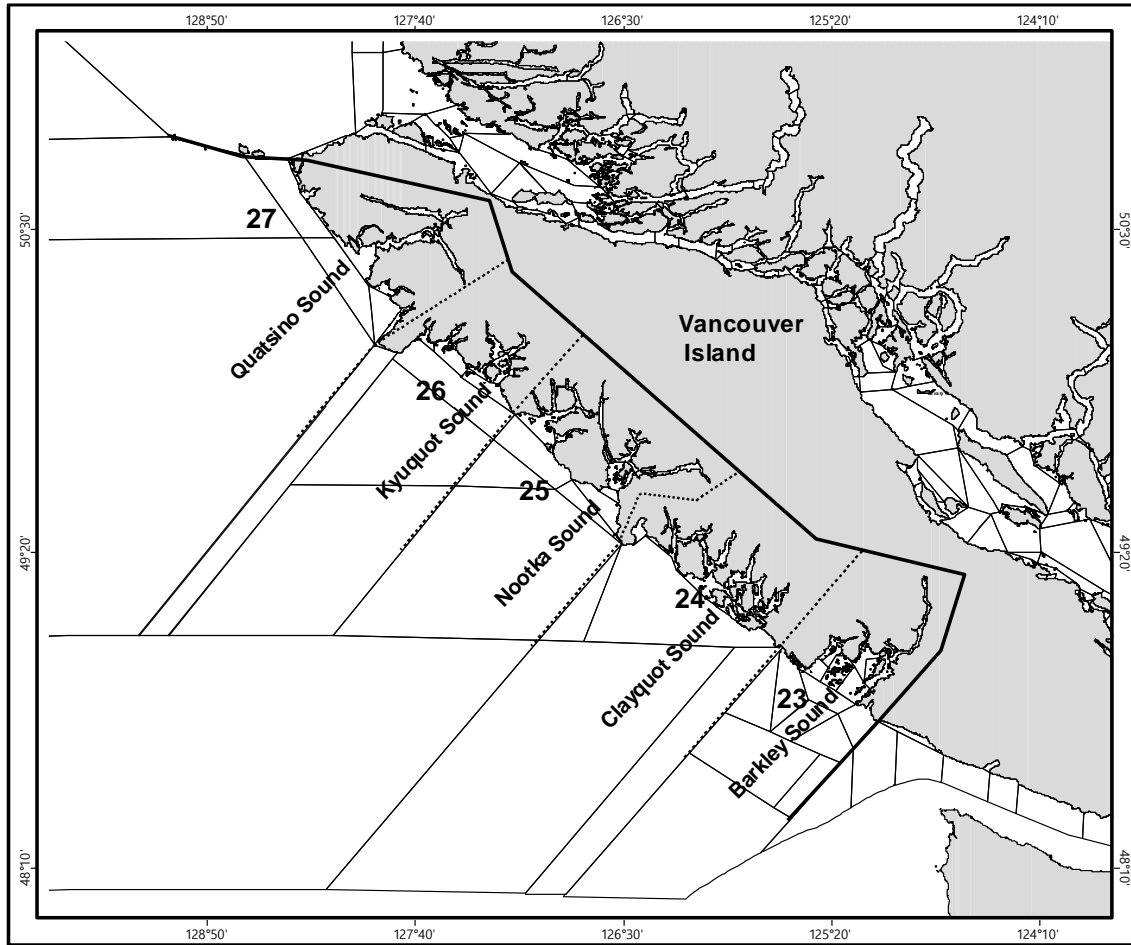 128°50' 127°40' 126°30' 125°20' 124°10'
50°30' 50°30'
27
Vancouver
Island
Quatsino Sound
26
Kyuquot Sound
25
Nootka Sound
49°20' 49°20'
24
Clayquot Sound
23
Barkley Sound
48°10' 48°10'
128°50' 127°40' 126°30' 125°20' 124°10'